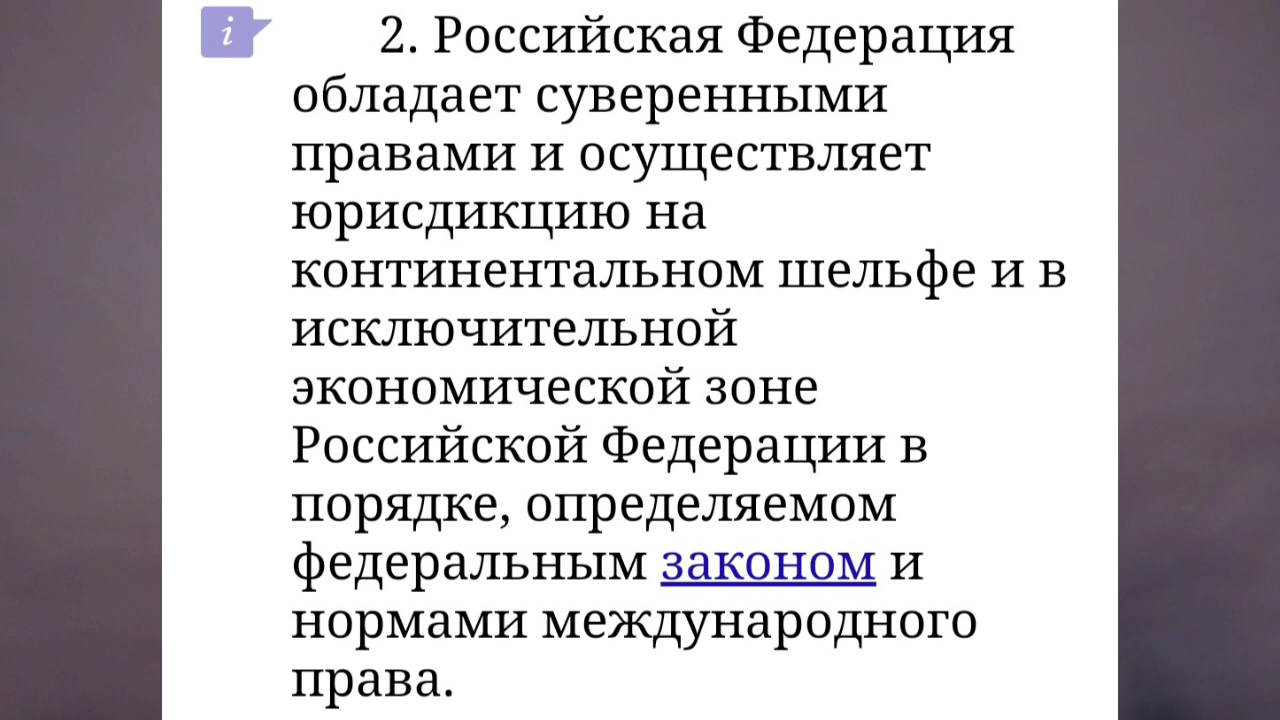 2. Российская Федерация
обладает суверенными
правами и осуществляет
юрисдикцию на
континентальном шельфе и в
исключительной
экономической зоне
Российской Федерации в
порядке, определяемом
федеральным законом и
нормами международного
права.